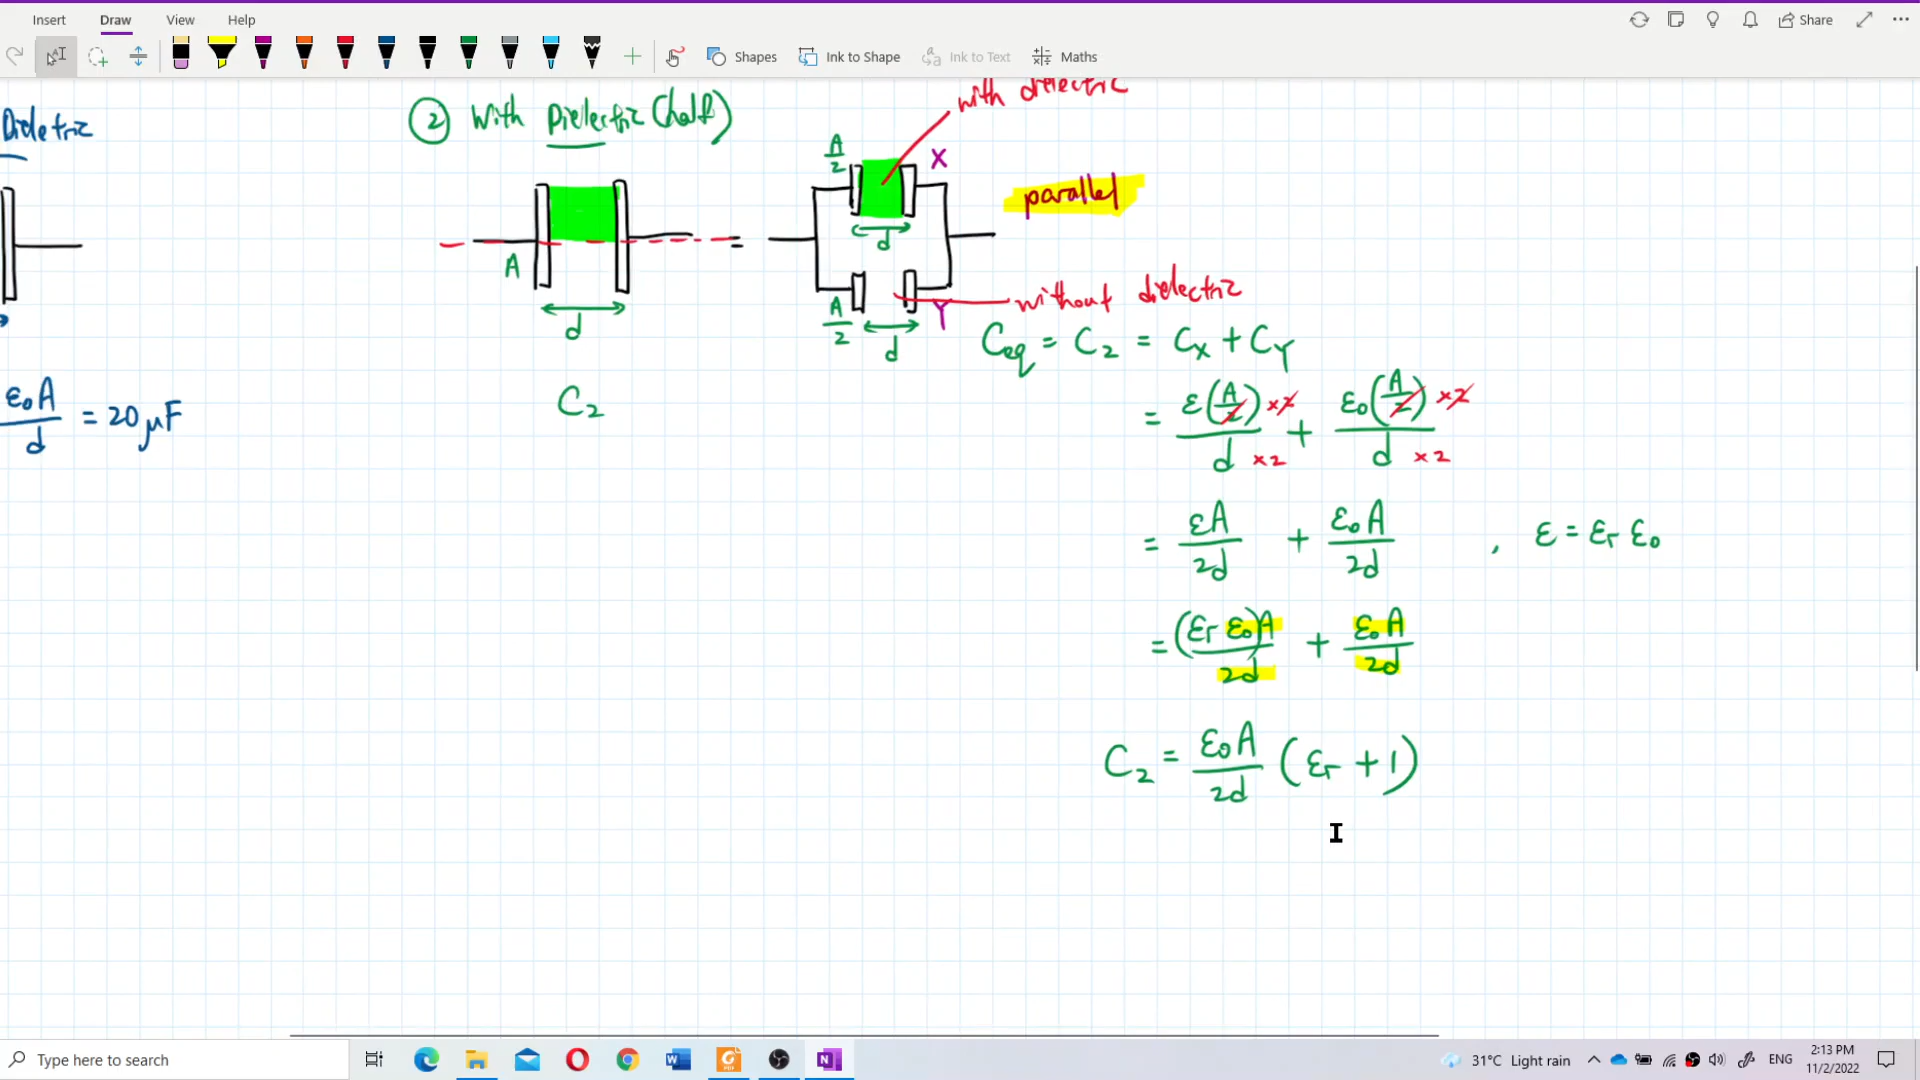 Insert Draw View Help
Share
Shapes Ink to Shape Ink to Text Maths
with dielectric
Dieletric
② With Dielectric (half)
A/2
X
parallel
d
A
d
without dielectric
A/2
Y
d
Ceq = C₂ = Cx + CY
C₂
ε₀A/d = 20 μF
= ε(A/2) ×2 / d ×2 + ε₀(A/2) ×2 / d ×2
= εA/2d + ε₀A/2d , ε = εr ε₀
= (εr ε₀)A/2d + ε₀A/2d
C₂ = ε₀A/2d (εr + 1)
Type here to search
31°C Light rain
ENG
2:13 PM
11/2/2022